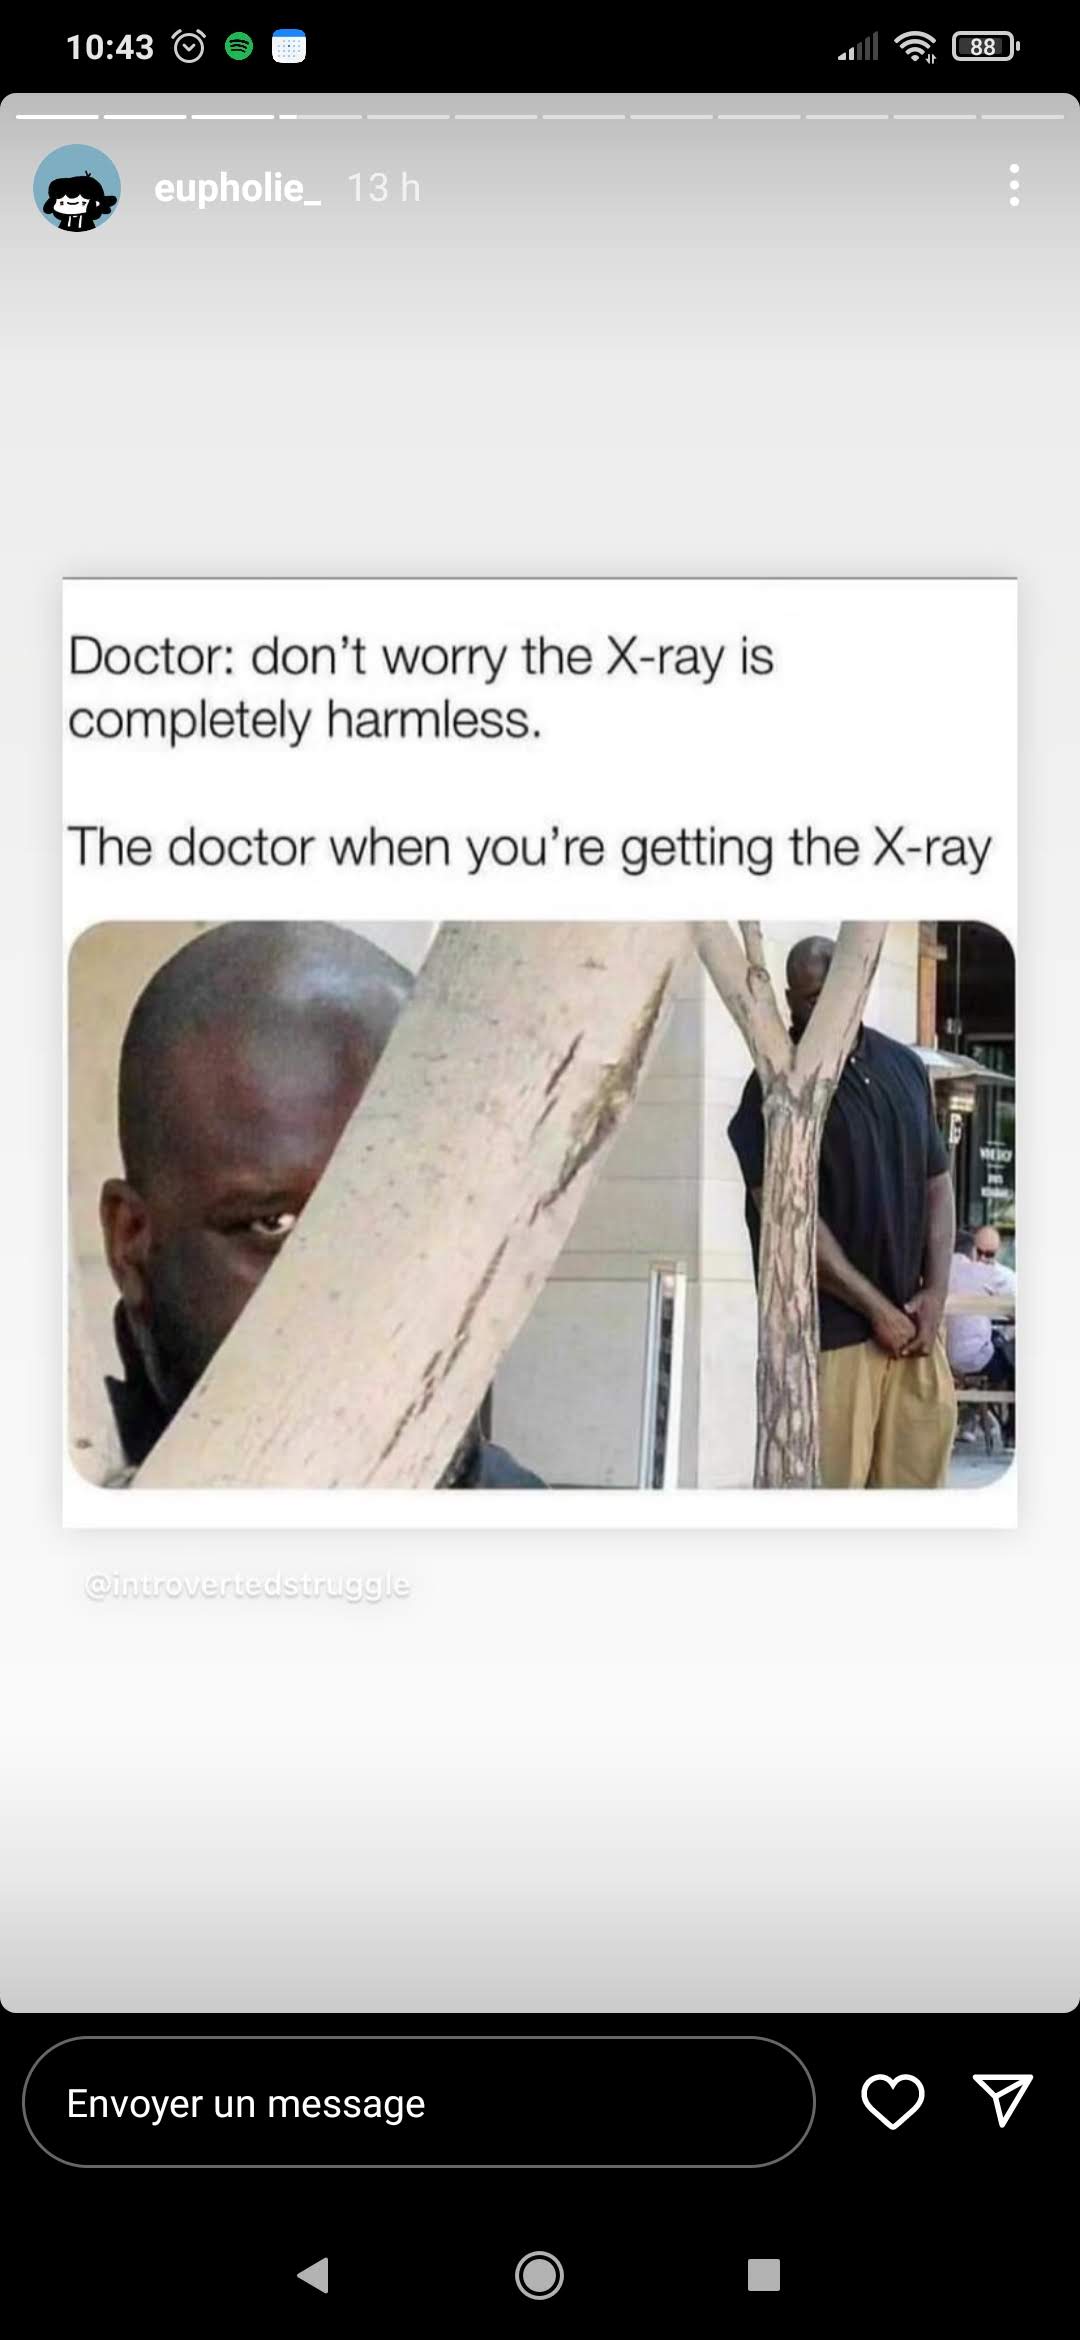 10:43
88
eupholie_ 13 h
Doctor: don't worry the X-ray is
completely harmless.
The doctor when you're getting the X-ray
@introvertedstruggle
Envoyer un message